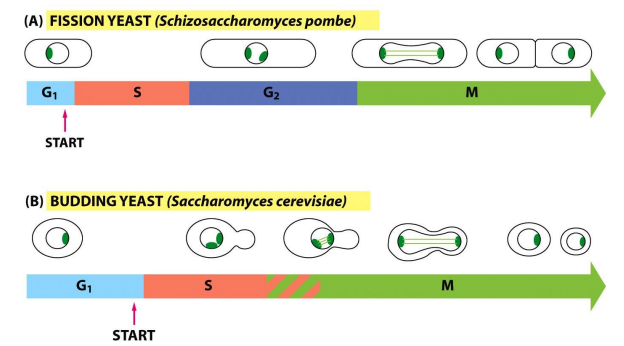 (A) FISSION YEAST (Schizosaccharomyces pombe)
G₁ S G₂ M
START
(B) BUDDING YEAST (Saccharomyces cerevisiae)
G₁ S M
START